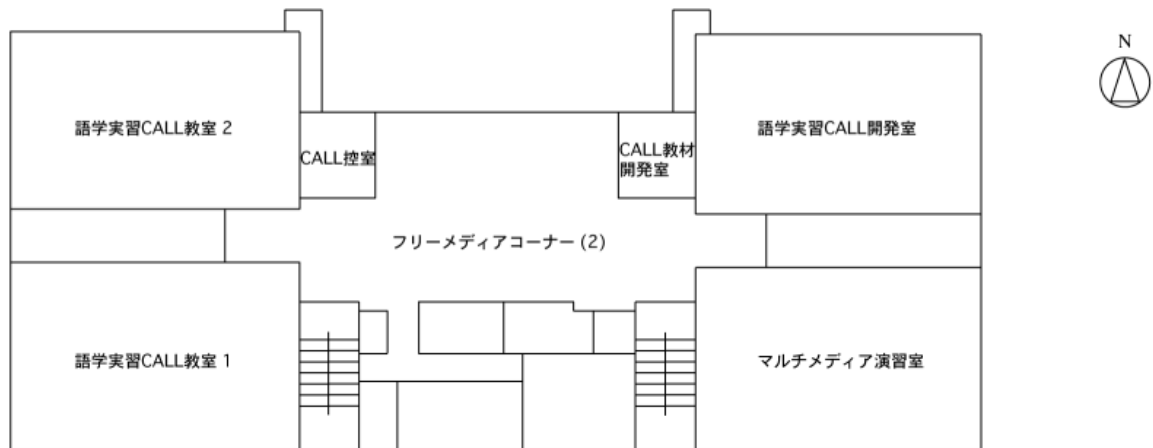 N
語学実習CALL教室 2
語学実習CALL開発室
CALL控室
CALL教材
開発室
フリーメディアコーナー (2)
語学実習CALL教室 1
マルチメディア演習室